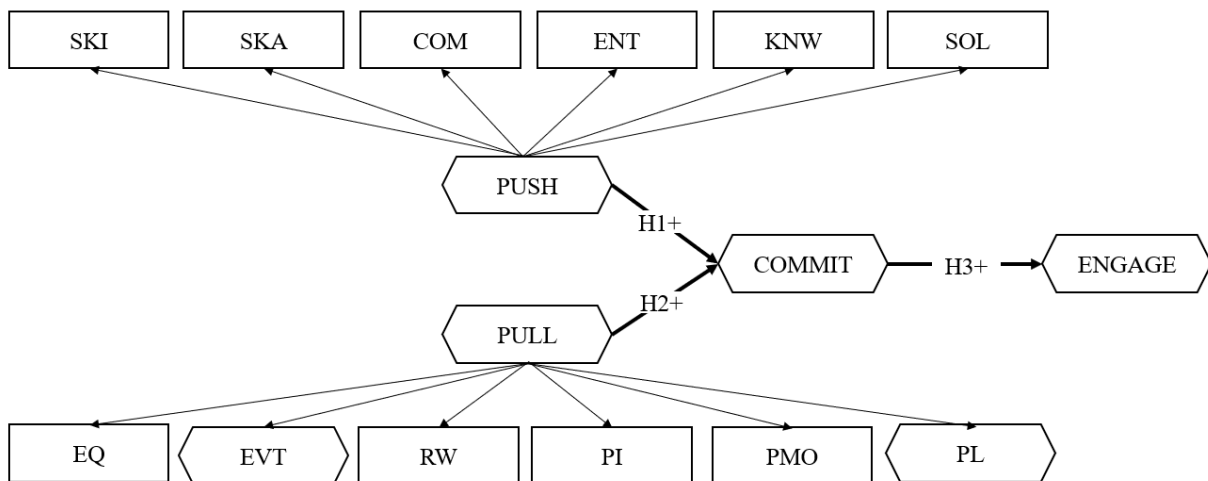 SKI
SKA
COM
ENT
KNW
SOL
PUSH
H1+
COMMIT
H3+
ENGAGE
H2+
PULL
EQ
EVT
RW
PI
PMO
PL